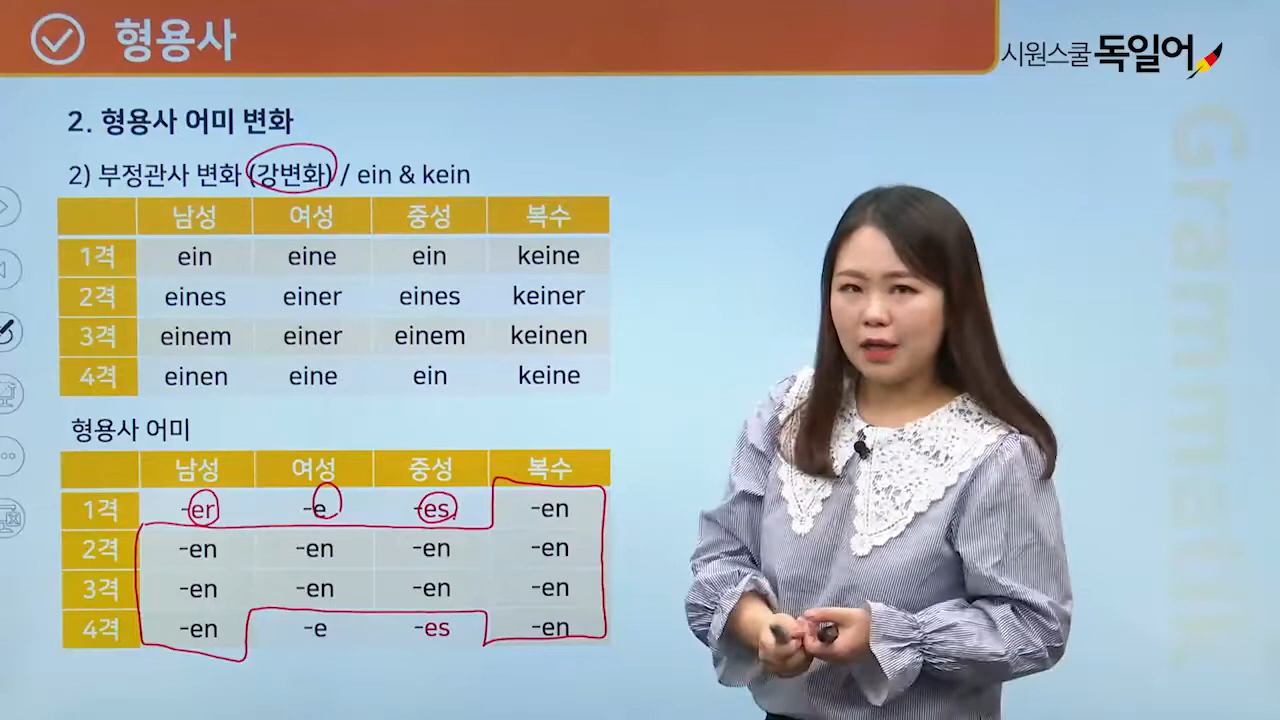 형용사
시원스쿨 독일어
2. 형용사 어미 변화
2) 부정관사 변화 (강변화) / ein & kein
남성 여성 중성 복수
1격 ein eine ein keine
2격 eines einer eines keiner
3격 einem einer einem keinen
4격 einen eine ein keine
형용사 어미
남성 여성 중성 복수
1격 -er -e -es -en
2격 -en -en -en -en
3격 -en -en -en -en
4격 -en -e -es -en
Grammatik